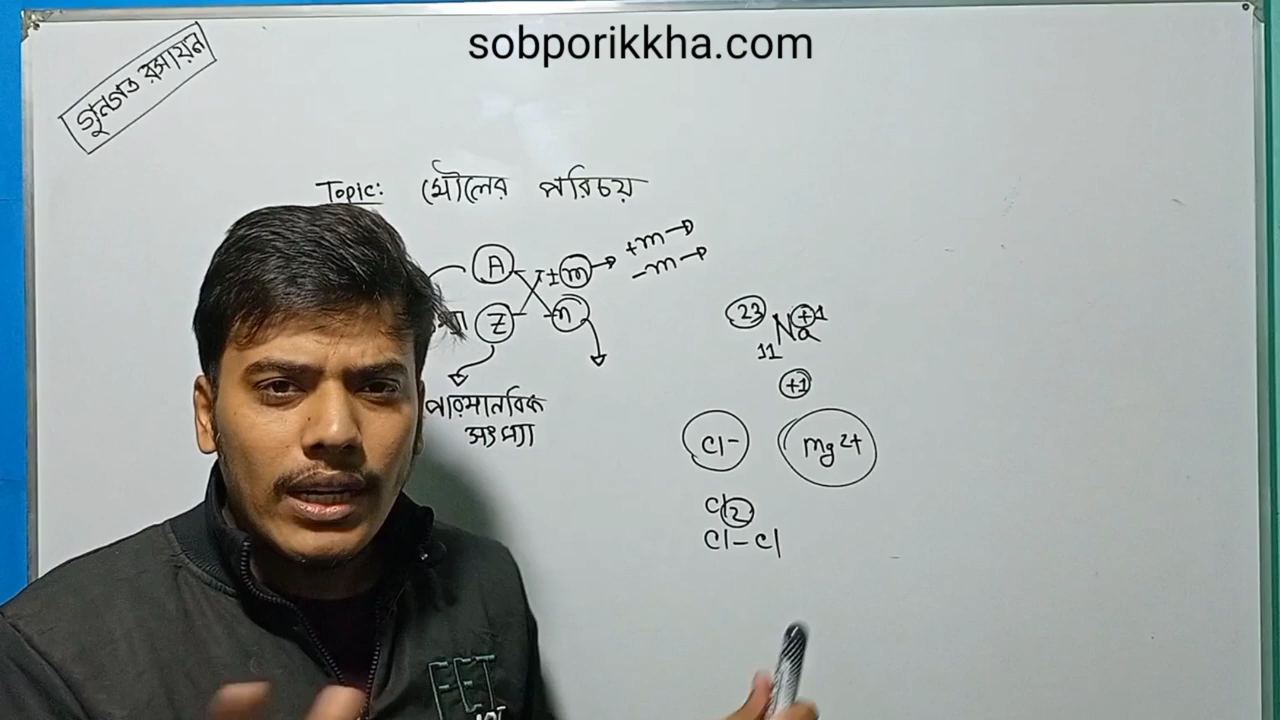 sobporikkha.com
গুনগত রসায়ন
Topic: মৌলের পরিচয়
A ±m +m
-m
Z n
পারমানবিক
সংখ্যা
23 Na +1
11
+1
Cl- Mg2+
Cl2
Cl-Cl